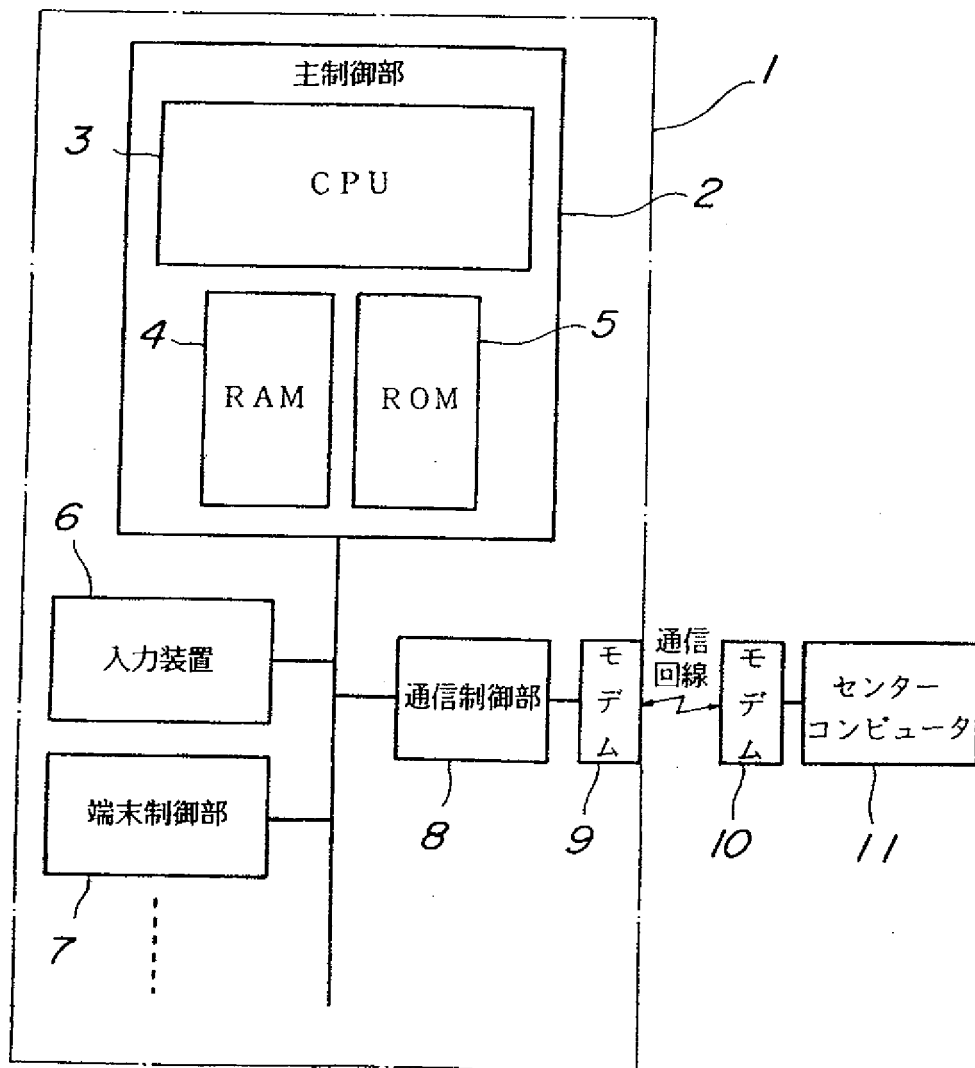 主制御部
1
3
CPU
2
4
5
RAM
ROM
6
入力装置
通信制御部
モデム
通信
回線
モデム
センター
コンピュータ
端末制御部
8
9
10
11
7